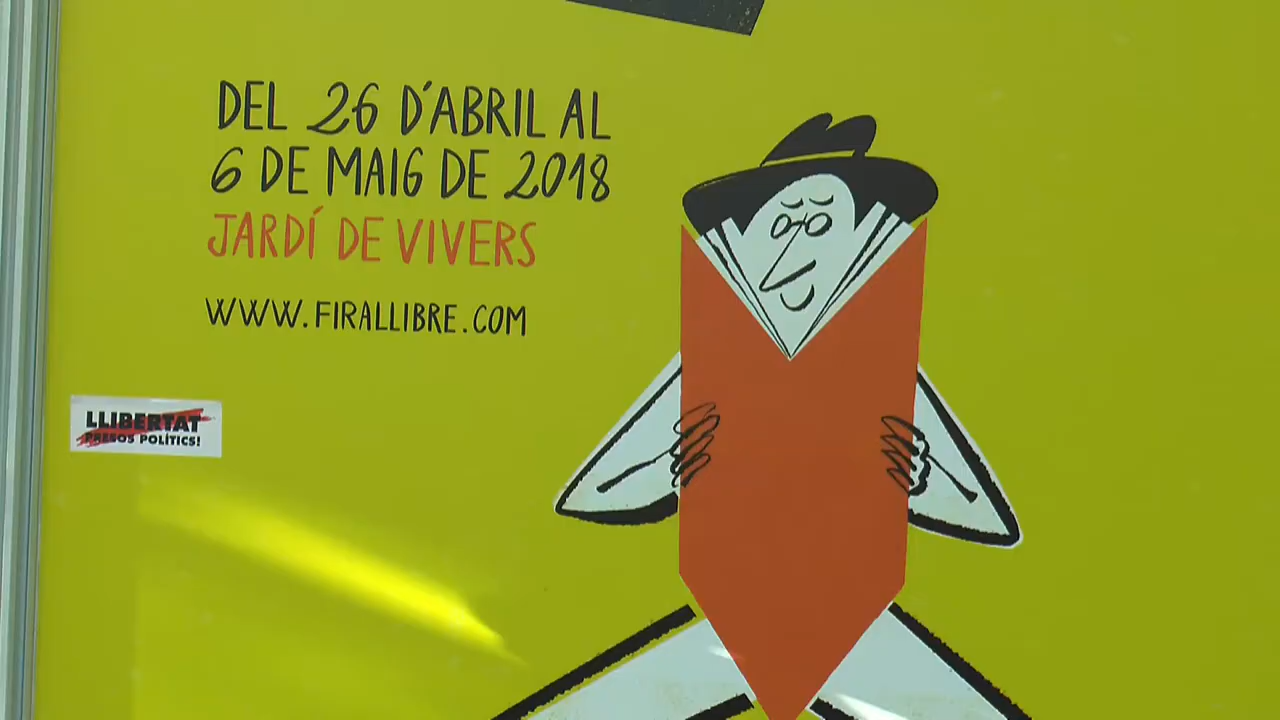 DEL 26 D'ABRIL AL
6 DE MAIG DE 2018
JARDÍ DE VIVERS
WWW.FIRALLIBRE.COM
LLIBERTAT
PRESOS POLÍTICS!